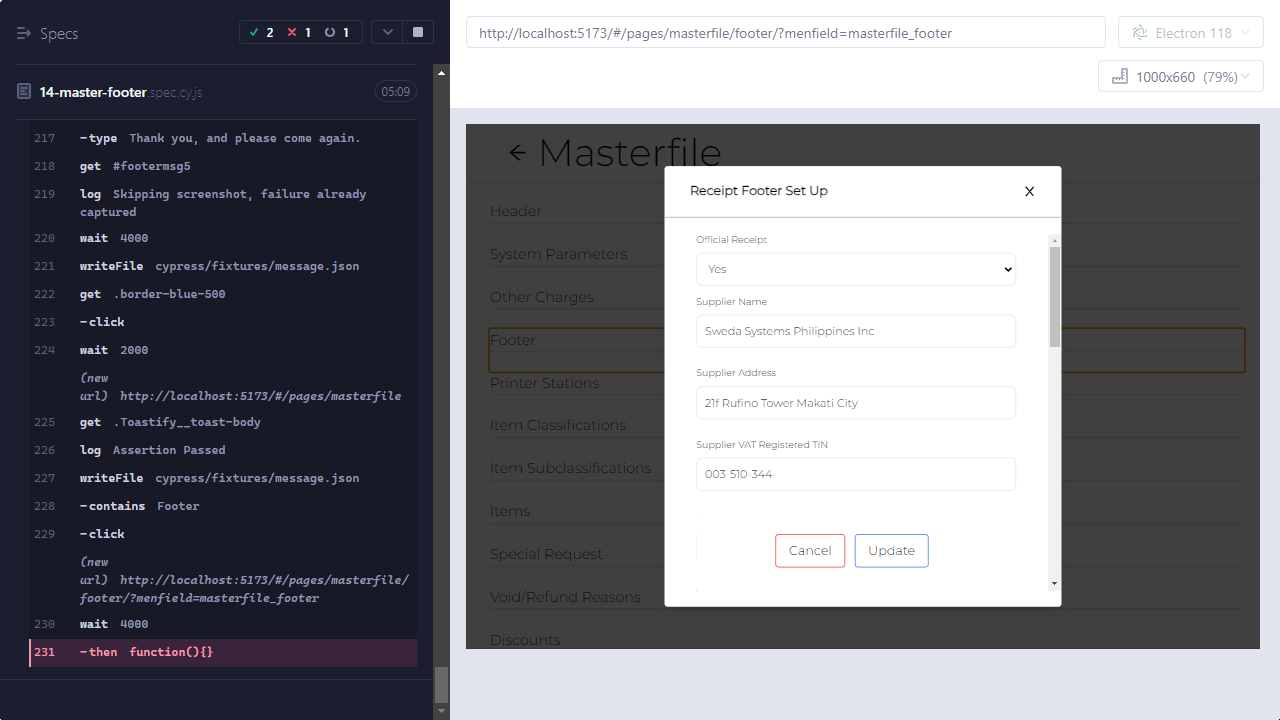 Specs
2 1 1
14-master-footer.spec.cy.js 05:09
217 -type Thank you, and please come again.
218 get #footermsg5
219 log Skipping screenshot, failure already
captured
220 wait 4000
221 writeFile cypress/fixtures/message.json
222 get .border-blue-500
223 -click
224 wait 2000
(new
url) http://localhost:5173/#/pages/masterfile
225 get .Toastify__toast-body
226 log Assertion Passed
227 writeFile cypress/fixtures/message.json
228 -contains Footer
229 -click
(new
url) http://localhost:5173/#/pages/masterfile/
footer/?menfield=masterfile_footer
230 wait 4000
231 -then function(){}
http://localhost:5173/#/pages/masterfile/footer/?menfield=masterfile_footer
Electron 118
1000x660 (79%)
Masterfile
Header
System Parameters
Other Charges
Footer
Printer Stations
Item Classifications
Item Subclassifications
Items
Special Request
Void/Refund Reasons
Discounts
Receipt Footer Set Up X
Official Receipt
Yes
Supplier Name
Sweda Systems Philippines Inc
Supplier Address
21f Rufino Tower Makati City
Supplier VAT Registered TIN
003-510-344-
Cancel Update